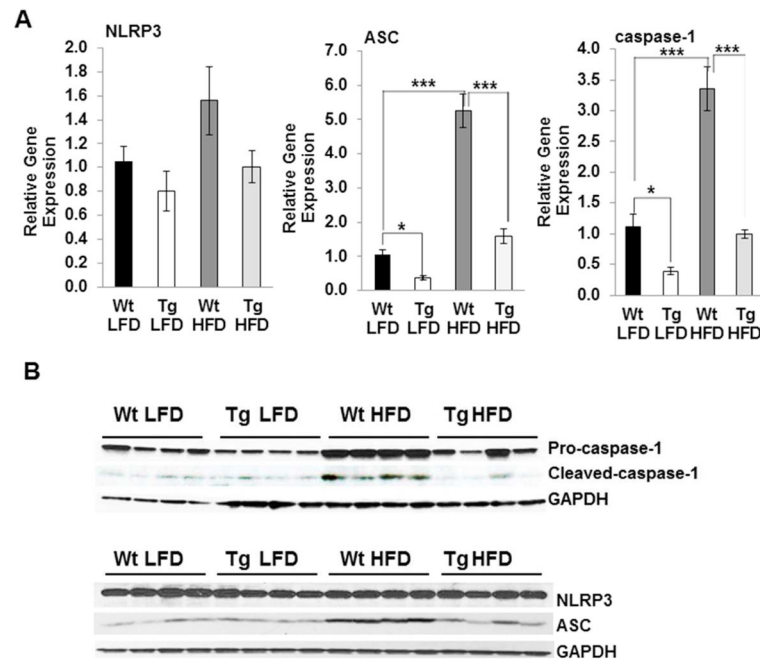 A
NLRP3
Relative Gene
Expression
2.0
1.8
1.6
1.4
1.2
1.0
0.8
0.6
0.4
0.2
0.0
Wt Tg Wt Tg
LFD LFD HFD HFD
ASC
Relative Gene
Expression
7.0
6.0
5.0
4.0
3.0
2.0
1.0
0.0
*** ***
*
Wt Tg Wt Tg
LFD LFD HFD HFD
caspase-1
Relative Gene
Expression
4.0
3.5
3.0
2.5
2.0
1.5
1.0
0.5
0.0
*** ***
*
Wt Tg Wt Tg
LFD LFD HFD HFD
B
Wt LFD Tg LFD Wt HFD Tg HFD
Pro-caspase-1
Cleaved-caspase-1
GAPDH
Wt LFD Tg LFD Wt HFD Tg HFD
NLRP3
ASC
GAPDH